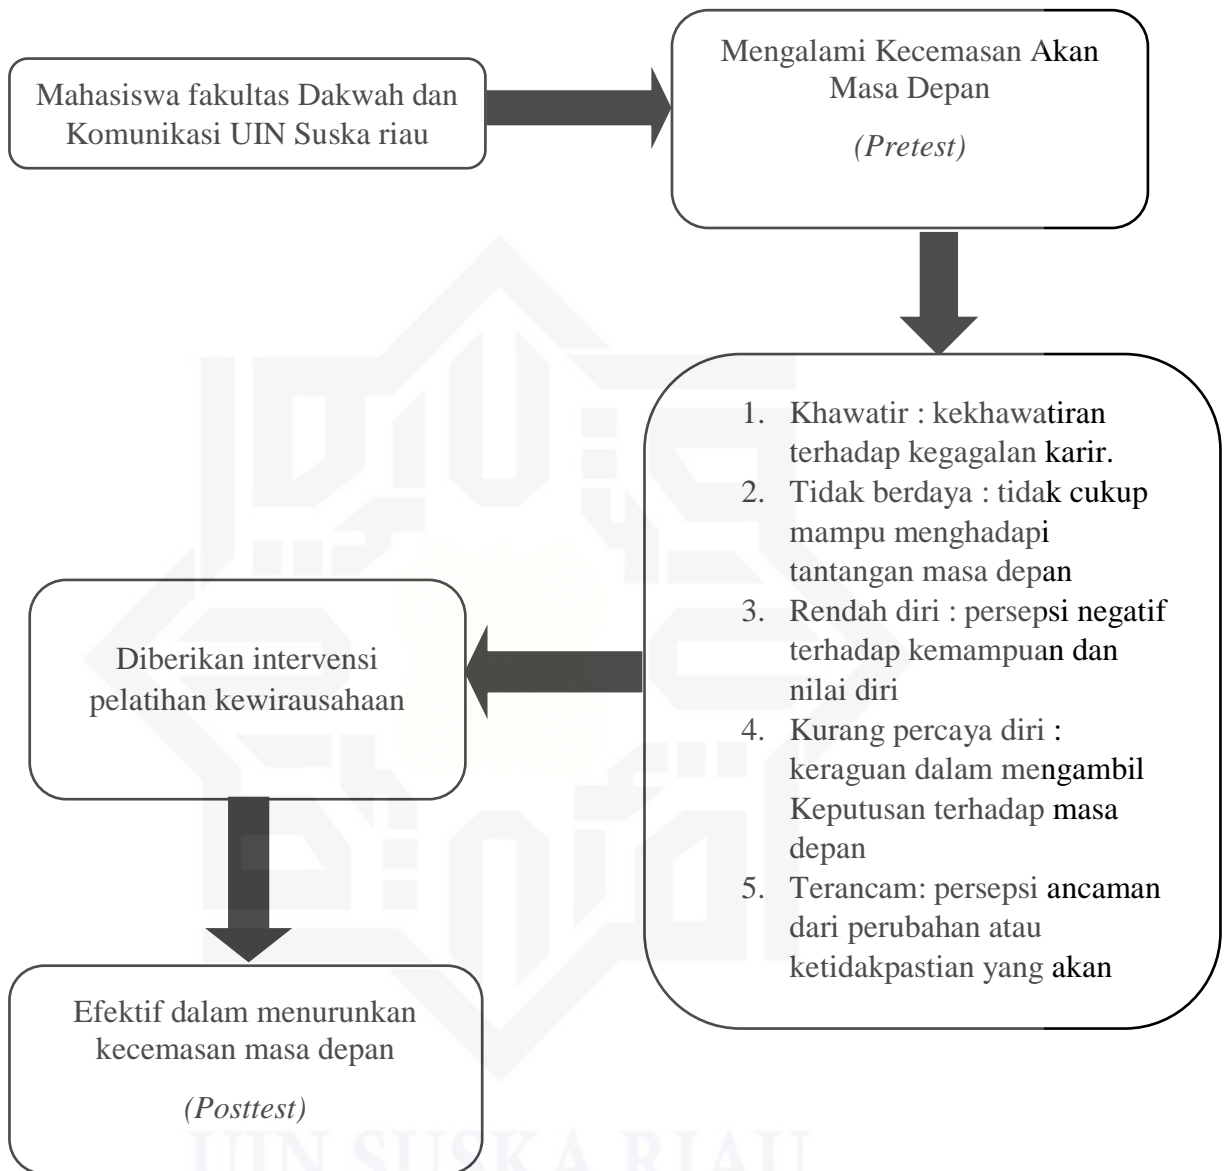 Mahasiswa fakultas Dakwah dan
Komunikasi UIN Suska riau
Mengalami Kecemasan Akan
Masa Depan
(Pretest)
1. Khawatir : kekhawatiran
terhadap kegagalan karir.
2. Tidak berdaya : tidak cukup
mampu menghadapi
tantangan masa depan
3. Rendah diri : persepsi negatif
terhadap kemampuan dan
nilai diri
4. Kurang percaya diri :
keraguan dalam mengambil
Keputusan terhadap masa
depan
5. Terancam: persepsi ancaman
dari perubahan atau
ketidakpastian yang akan
Diberikan intervensi
pelatihan kewirausahaan
Efektif dalam menurunkan
kecemasan masa depan
(Posttest)
UIN SUSKA RIAU